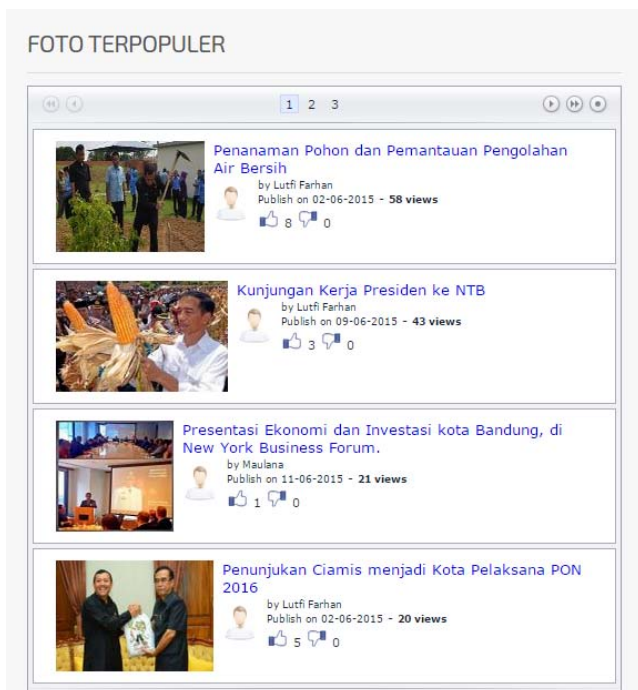 FOTO TERPOPULER
1 2 3
Penanaman Pohon dan Pemantauan Pengolahan
Air Bersih
by Lutfi Farhan
Publish on 02-06-2015 - 58 views
8 0
Kunjungan Kerja Presiden ke NTB
by Lutfi Farhan
Publish on 09-06-2015 - 43 views
3 0
Presentasi Ekonomi dan Investasi kota Bandung, di
New York Business Forum.
by Maulana
Publish on 11-06-2015 - 21 views
1 0
Penunjukan Ciamis menjadi Kota Pelaksana PON
2016
by Lutfi Farhan
Publish on 02-06-2015 - 20 views
5 0